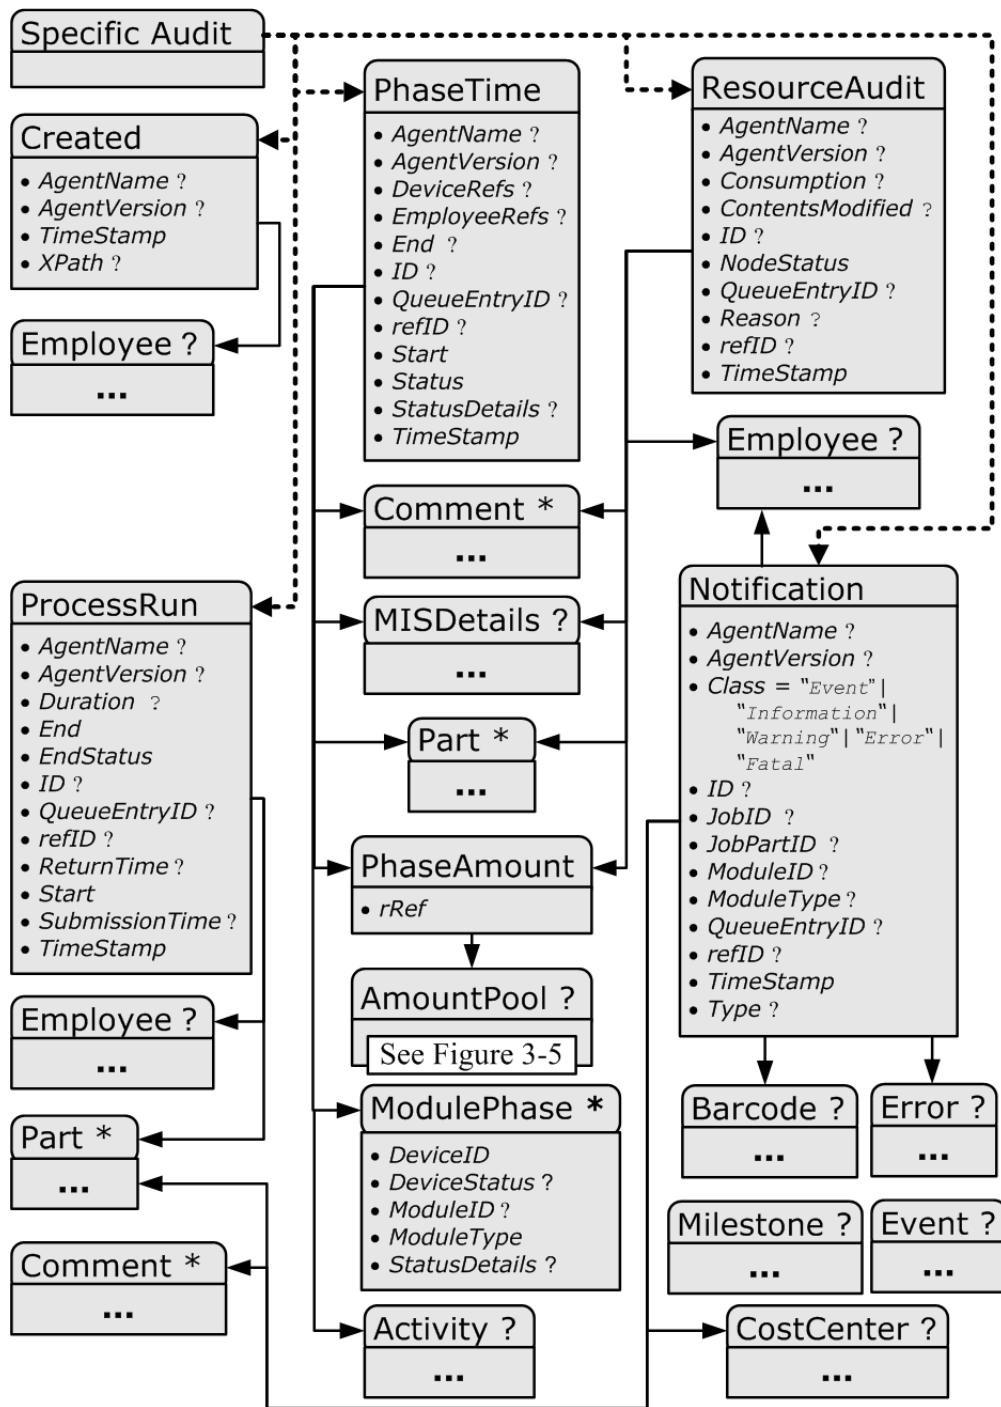 Specific Audit
Created
• AgentName ?
• AgentVersion ?
• TimeStamp
• XPath ?
Employee ?
...
PhaseTime
• AgentName ?
• AgentVersion ?
• DeviceRefs ?
• EmployeeRefs ?
• End ?
• ID ?
• QueueEntryID ?
• refID ?
• Start
• Status
• StatusDetails ?
• TimeStamp
ResourceAudit
• AgentName ?
• AgentVersion ?
• Consumption ?
• ContentsModified ?
• ID ?
• NodeStatus
• QueueEntryID ?
• Reason ?
• refID ?
• TimeStamp
Employee ?
...
Comment *
...
MISDetails ?
...
Part *
...
PhaseAmount
• rRef
AmountPool ?
See Figure 3-5
ModulePhase *
• DeviceID
• DeviceStatus ?
• ModuleID ?
• ModuleType
• StatusDetails ?
Activity ?
...
ProcessRun
• AgentName ?
• AgentVersion ?
• Duration ?
• End
• EndStatus
• ID ?
• QueueEntryID ?
• refID ?
• ReturnTime ?
• Start
• SubmissionTime ?
• TimeStamp
Employee ?
...
Part *
...
Comment *
...
Notification
• AgentName ?
• AgentVersion ?
• Class = "Event"|
"Information"|
"Warning"|"Error"|
"Fatal"
• ID ?
• JobID ?
• JobPartID ?
• ModuleID ?
• ModuleType ?
• QueueEntryID ?
• refID ?
• TimeStamp
• Type ?
Barcode ?
...
Error ?
...
Milestone ?
...
Event ?
...
CostCenter ?
...